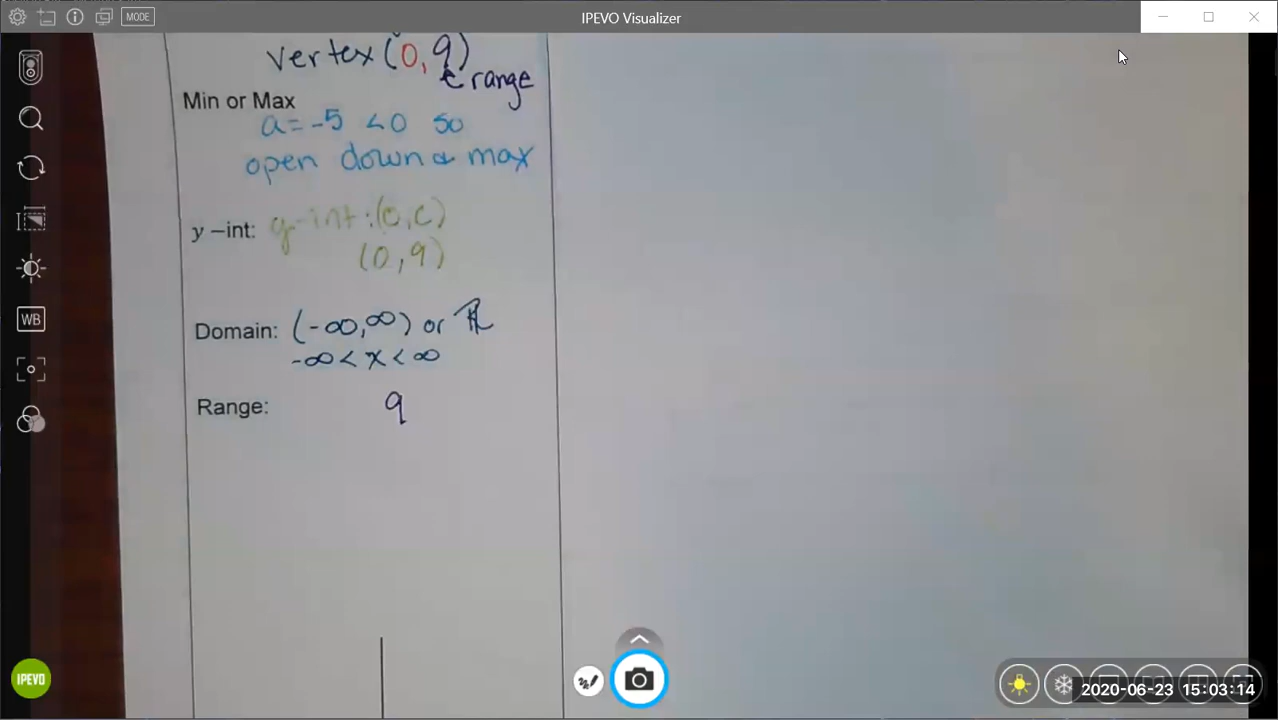 MODE
IPEVO Visualizer
vertex (0, 9)
range
Min or Max
a = -5 < 0 so
open down & max
y –int: y-int: (0, c)
(0, 9)
Domain: (-∞, ∞) or ℝ
-∞ < x < ∞
Range: 9
WB
IPEVO
2020-06-23 15:03:14